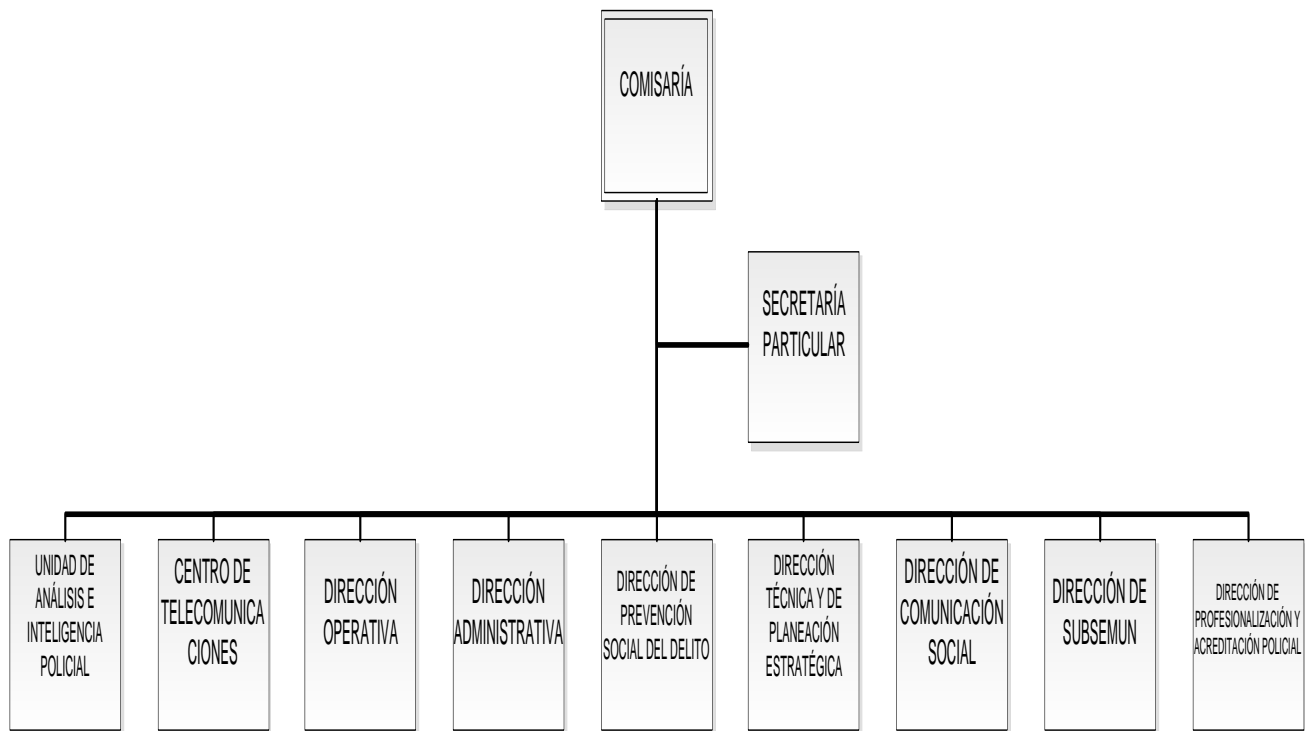 COMISARÍA
SECRETARÍA
PARTICULAR
UNIDAD DE
ANÁLISIS E
INTELIGENCIA
POLICIAL
CENTRO DE
TELECOMUNICA
CIONES
DIRECCIÓN
OPERATIVA
DIRECCIÓN
ADMINISTRATIVA
DIRECCIÓN DE
PREVENCIÓN
SOCIAL DEL DELITO
DIRECCIÓN
TÉCNICA Y DE
PLANEACIÓN
ESTRATÉGICA
DIRECCIÓN DE
COMUNICACIÓN
SOCIAL
DIRECCIÓN DE
SUBSEMUN
DIRECCIÓN DE
PROFESIONALIZACIÓN Y
ACREDITACIÓN POLICIAL